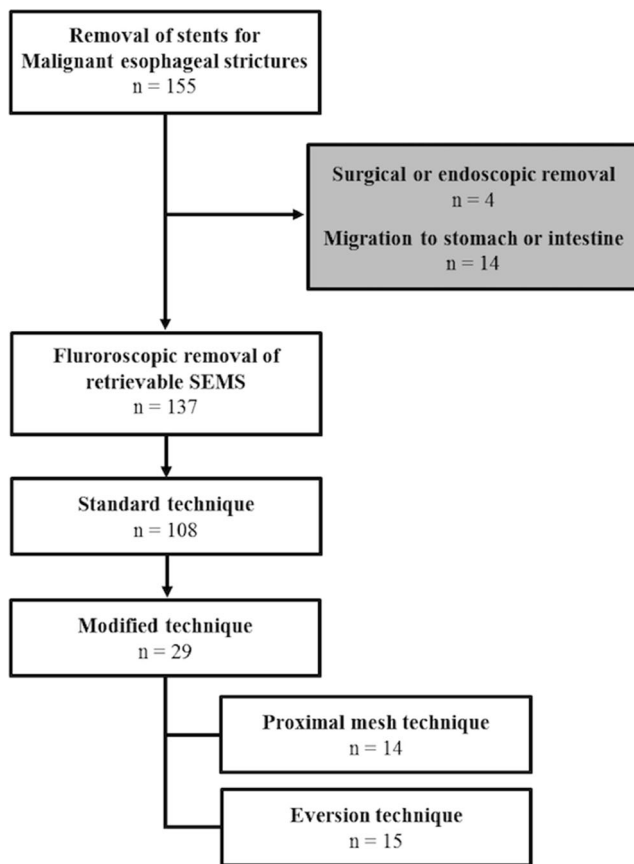 Removal of stents for
Malignant esophageal strictures
n = 155
Surgical or endoscopic removal
n = 4
Migration to stomach or intestine
n = 14
Fluroroscopic removal of
retrievable SEMS
n = 137
Standard technique
n = 108
Modified technique
n = 29
Proximal mesh technique
n = 14
Eversion technique
n = 15